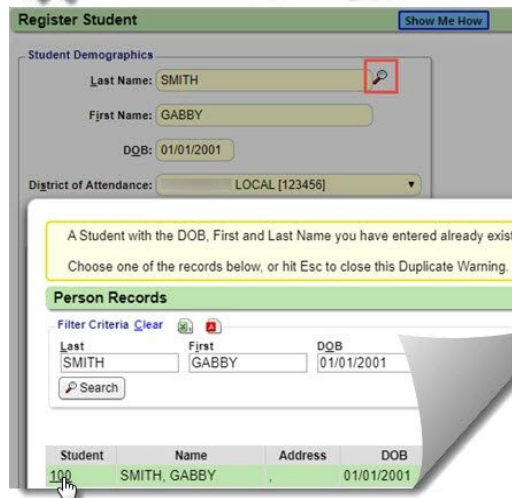 Register Student
Show Me How
Student Demographics
Last Name: SMITH
First Name: GABBY
DOB: 01/01/2001
District of Attendance: LOCAL [123456]
A Student with the DOB, First and Last Name you have entered already exist
Choose one of the records below, or hit Esc to close this Duplicate Warning.
Person Records
Filter Criteria Clear
Last First DOB
SMITH GABBY 01/01/2001
Search
Student Name Address DOB
100 SMITH, GABBY , 01/01/2001